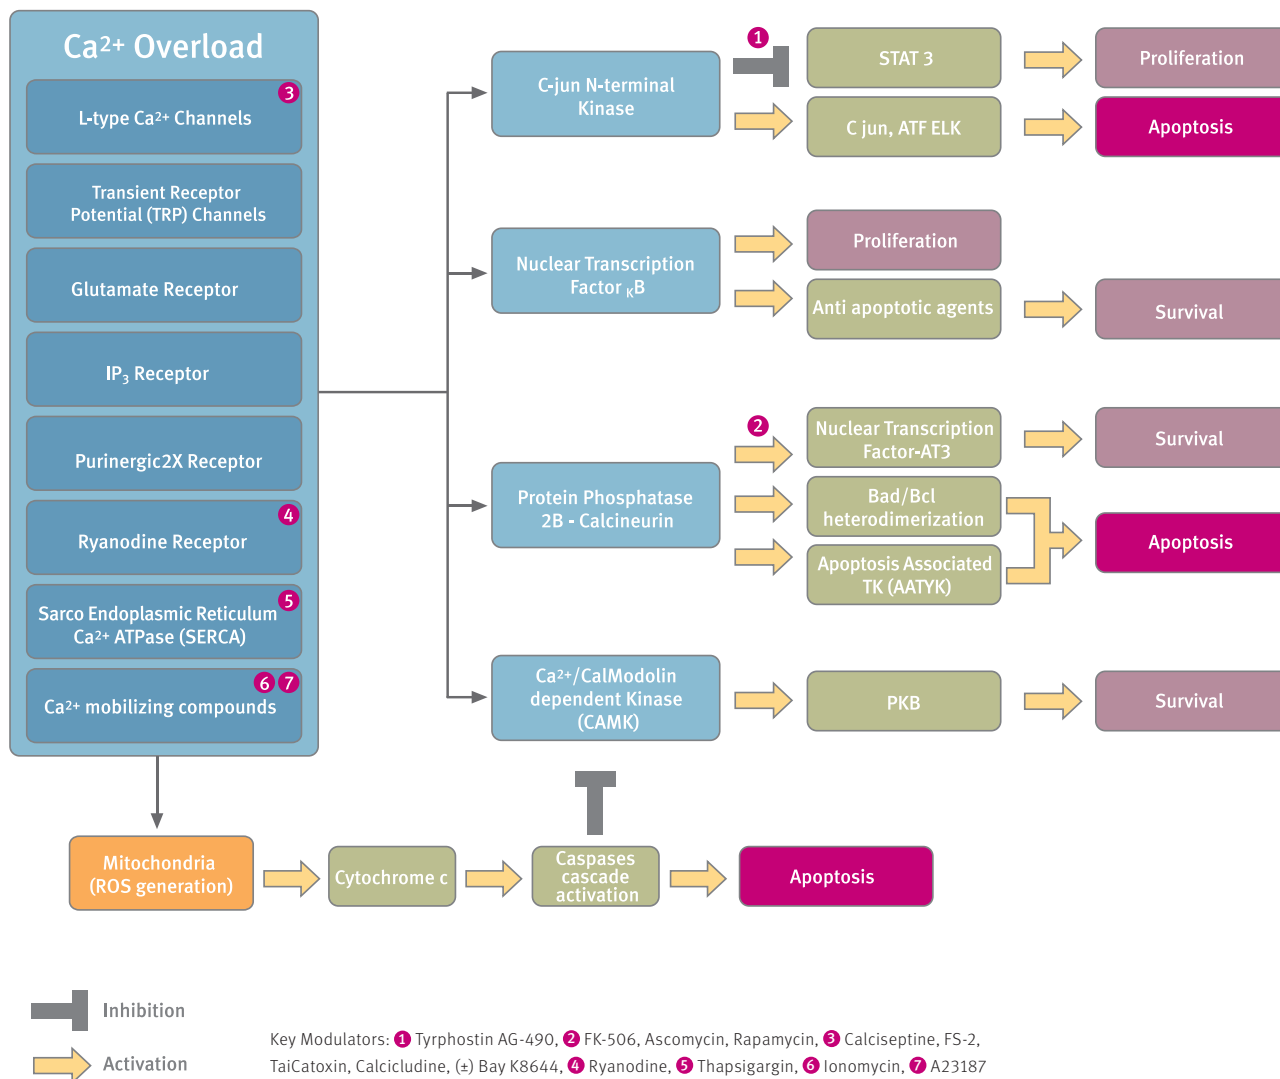 Ca²⁺ Overload
3
L-type Ca²⁺ Channels
Transient Receptor
Potential (TRP) Channels
Glutamate Receptor
IP₃ Receptor
Purinergic2X Receptor
4
Ryanodine Receptor
5
Sarco Endoplasmic Reticulum
Ca²⁺ ATPase (SERCA)
6 7
Ca²⁺ mobilizing compounds
C-jun N-terminal
Kinase
1
STAT 3
Proliferation
C jun, ATF ELK
Apoptosis
Nuclear Transcription
Factor κB
Proliferation
Anti apoptotic agents
Survival
Protein Phosphatase
2B - Calcineurin
2
Nuclear Transcription
Factor-AT3
Survival
Bad/Bcl
heterodimerization
Apoptosis Associated
TK (AATYK)
Apoptosis
Ca²⁺/CalModolin
dependent Kinase
(CAMK)
PKB
Survival
Mitochondria
(ROS generation)
Cytochrome c
Caspases
cascade
activation
Apoptosis
Inhibition
Activation
Key Modulators: 1 Tyrphostin AG-490, 2 FK-506, Ascomycin, Rapamycin, 3 Calciseptine, FS-2,
TaiCatoxin, Calcicludine, (±) Bay K8644, 4 Ryanodine, 5 Thapsigargin, 6 Ionomycin, 7 A23187